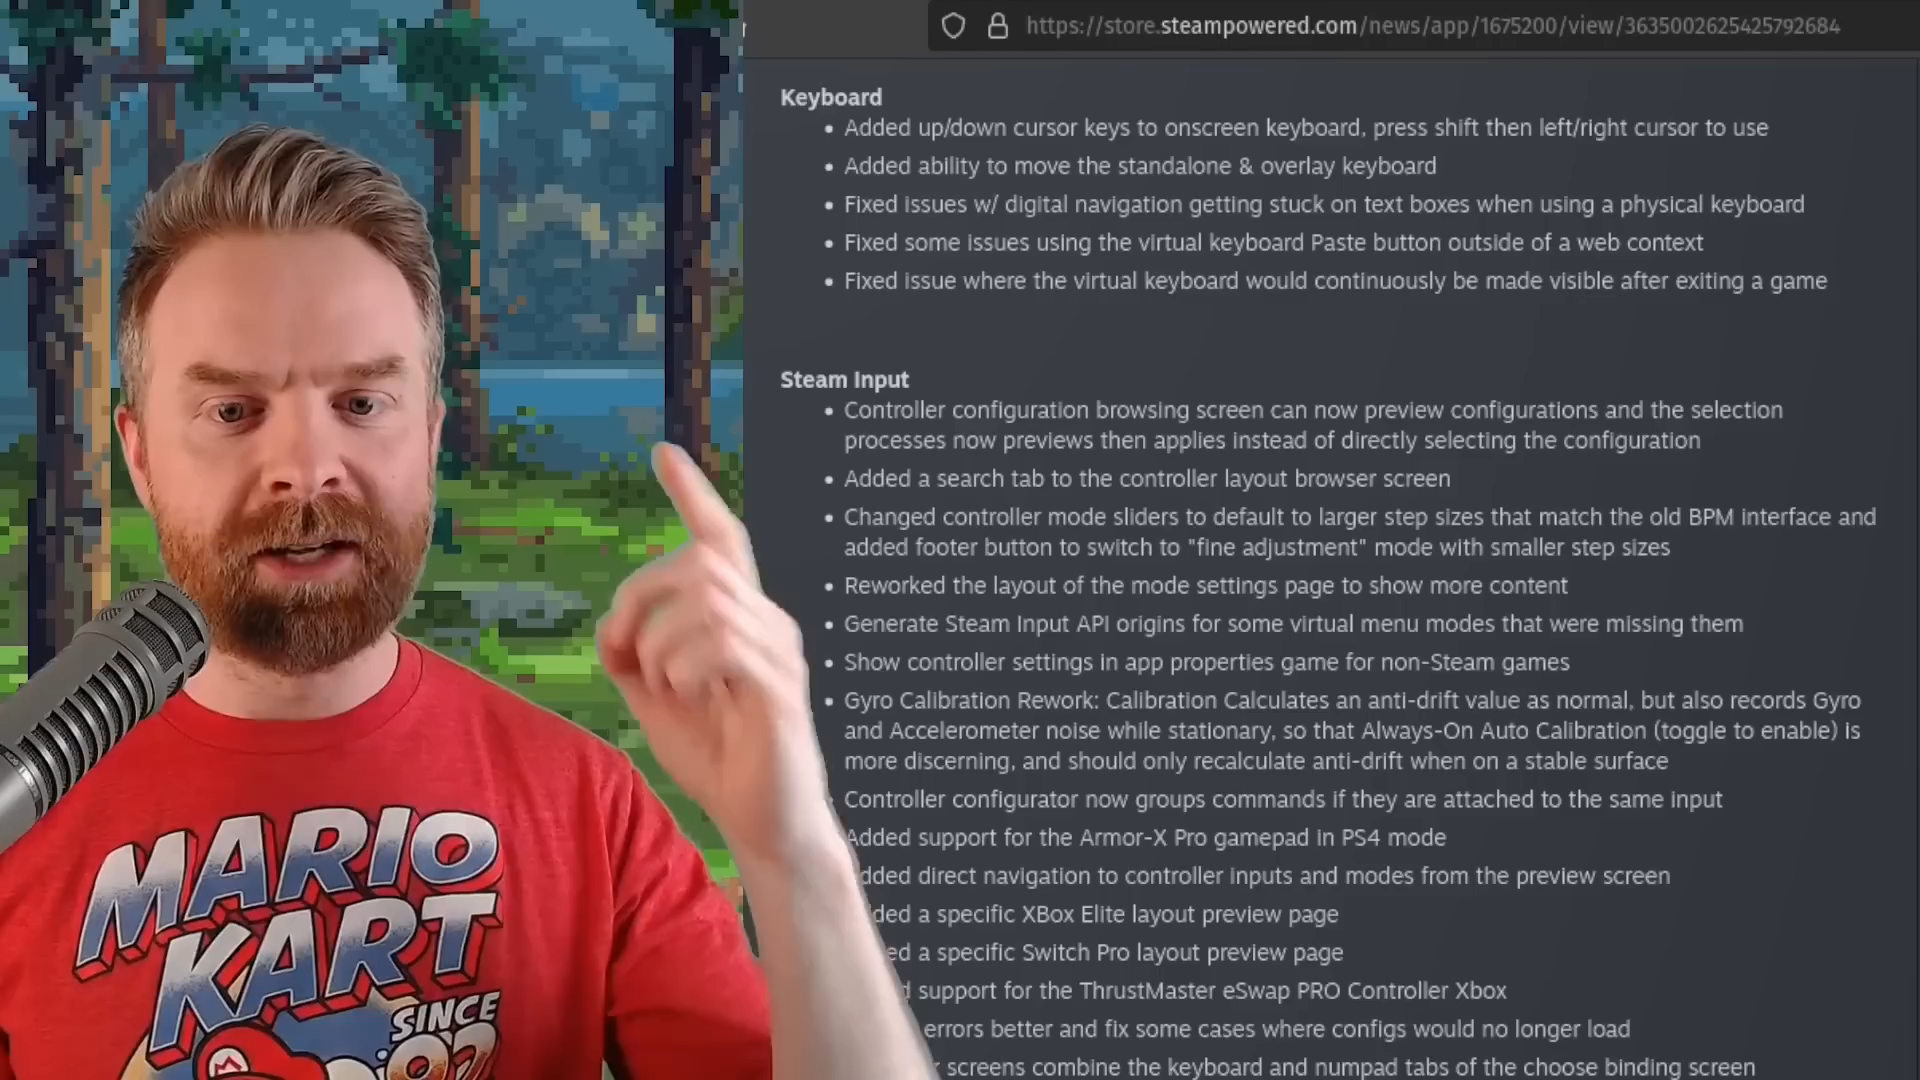 https://store.steampowered.com/news/app/1675200/view/3635002625425792684
Keyboard
Added up/down cursor keys to onscreen keyboard, press shift then left/right cursor to use
Added ability to move the standalone & overlay keyboard
Fixed issues w/ digital navigation getting stuck on text boxes when using a physical keyboard
Fixed some issues using the virtual keyboard Paste button outside of a web context
Fixed issue where the virtual keyboard would continuously be made visible after exiting a game
Steam Input
Controller configuration browsing screen can now preview configurations and the selection
processes now previews then applies instead of directly selecting the configuration
Added a search tab to the controller layout browser screen
Changed controller mode sliders to default to larger step sizes that match the old BPM interface and
added footer button to switch to "fine adjustment" mode with smaller step sizes
Reworked the layout of the mode settings page to show more content
Generate Steam Input API origins for some virtual menu modes that were missing them
Show controller settings in app properties game for non-Steam games
Gyro Calibration Rework: Calibration Calculates an anti-drift value as normal, but also records Gyro
and Accelerometer noise while stationary, so that Always-On Auto Calibration (toggle to enable) is
more discerning, and should only recalculate anti-drift when on a stable surface
Controller configurator now groups commands if they are attached to the same input
Added support for the Armor-X Pro gamepad in PS4 mode
dded direct navigation to controller inputs and modes from the preview screen
ded a specific XBox Elite layout preview page
ed a specific Switch Pro layout preview page
d support for the ThrustMaster eSwap PRO Controller Xbox
errors better and fix some cases where configs would no longer load
screens combine the keyboard and numpad tabs of the choose binding screen
MARIO
KART
SINCE
'92
M